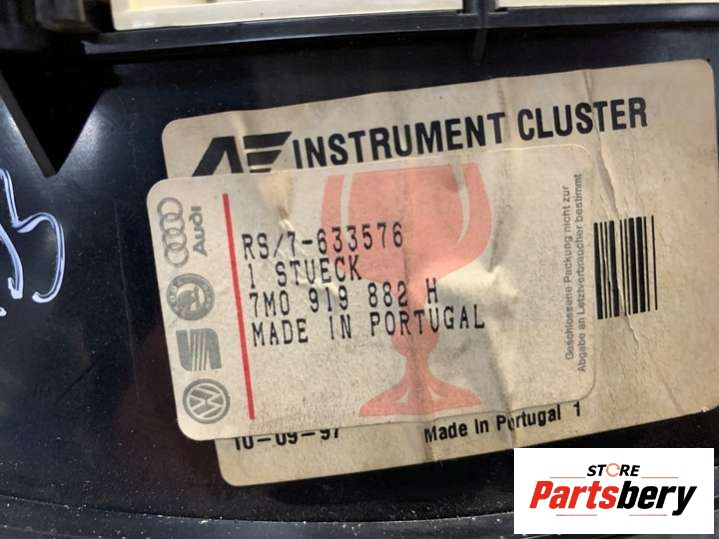 INSTRUMENT CLUSTER
Audi
RS/7-633576
1 STUECK
7M0 919 882 H
MADE IN PORTUGAL
Geschlossene Packung nicht zur
Abgabe an Letztverbraucher bestimmt
10-09-97
Made in Portugal 1
STORE
Partsbery